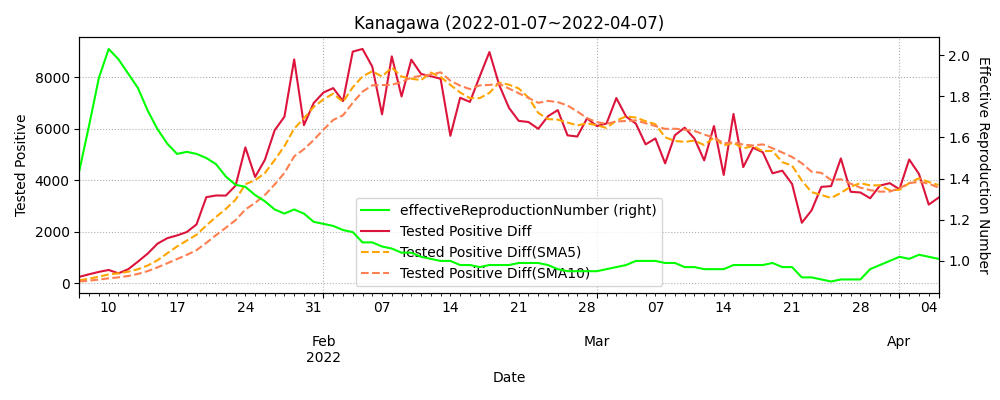 Kanagawa (2022-01-07~2022-04-07)
Tested Positive
8000
6000
4000
2000
0
2.0
1.8
1.6
1.4
1.2
1.0
Effective Reproduction Number
effectiveReproductionNumber (right)
Tested Positive Diff
Tested Positive Diff(SMA5)
Tested Positive Diff(SMA10)
10 17 24 31 07 14 21 28 07 14 21 28 04
Feb Mar Apr
2022
Date